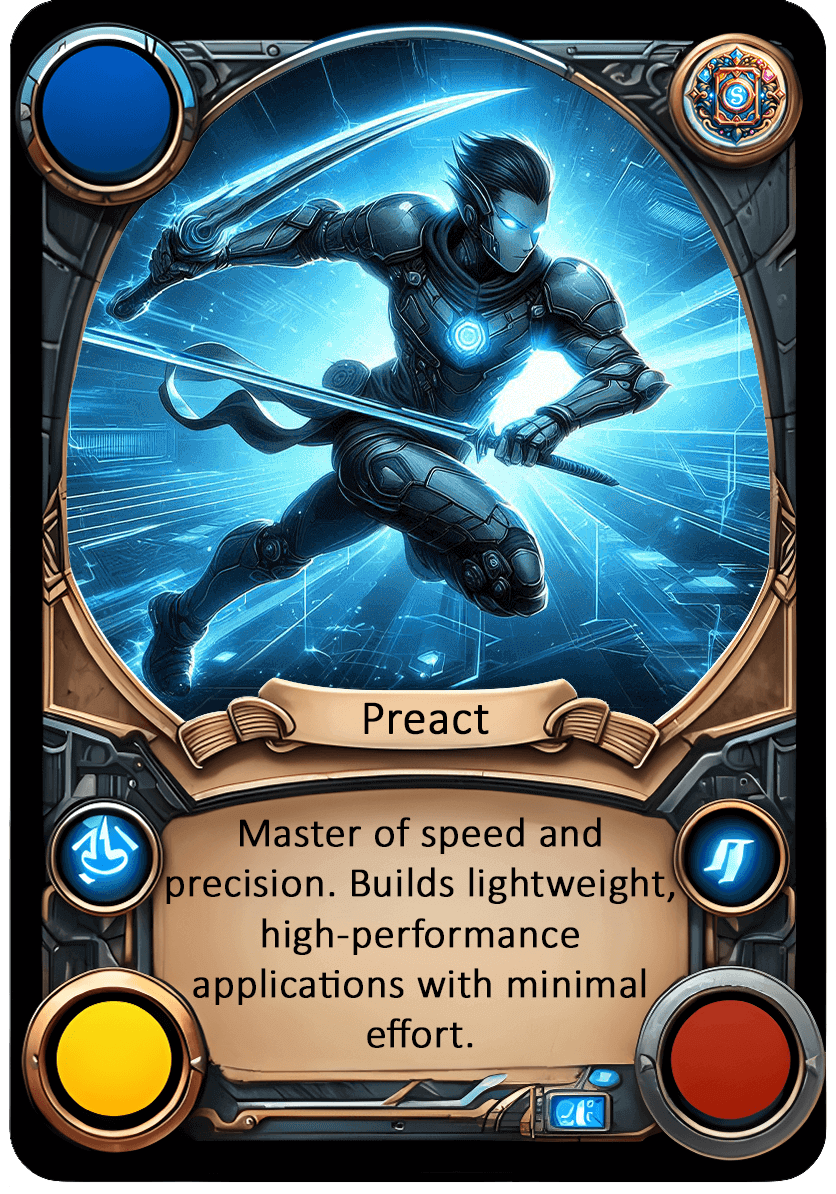 Preact
Master of speed and
precision. Builds lightweight,
high-performance
applications with minimal
effort.